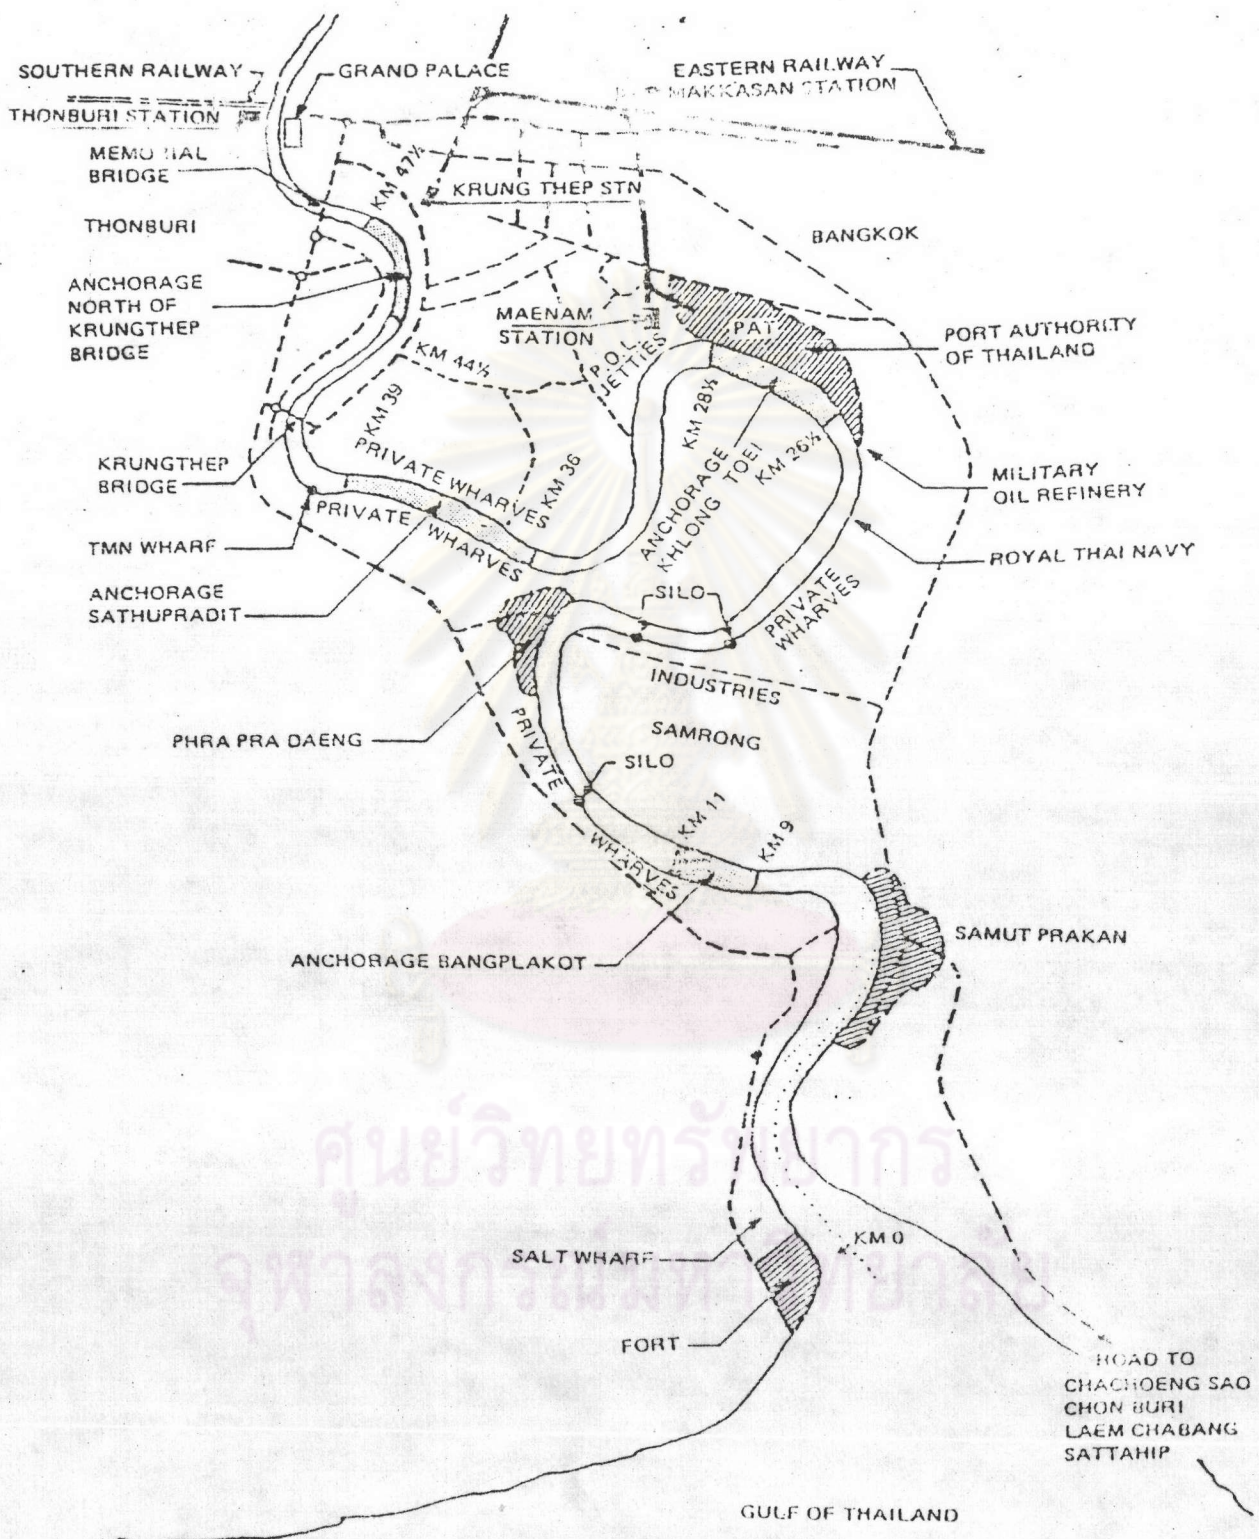 SOUTHERN RAILWAY
GRAND PALACE
EASTERN RAILWAY
MAKKASAN STATION
THONBURI STATION
MEMORIAL
BRIDGE
KM 47½
KRUNG THEP STN
THONBURI
BANGKOK
ANCHORAGE
NORTH OF
KRUNGTHEP
BRIDGE
MAENAM
STATION
P.O.L.
JETTIES
PAT
PORT AUTHORITY
OF THAILAND
KM 44½
KM 39
KM 28½
PRIVATE WHARVES
KM 36
ANCHORAGE
KHLONG TOEI
KM 26½
KRUNGTHEP
BRIDGE
MILITARY
OIL REFINERY
PRIVATE
WHARVES
TMN WHARF
ROYAL THAI NAVY
ANCHORAGE
SATHUPRADIT
SILO
PRIVATE
WHARVES
INDUSTRIES
PHRA PRA DAENG
PRIVATE
SAMRONG
SILO
KM 11
KM 9
WHARVES
SAMUT PRAKAN
ANCHORAGE BANGPLAKOT
ศูนย์วิทยทรัพยากร
จุฬาลงกรณ์มหาวิทยาลัย
KM 0
SALT WHARF
FORT
ROAD TO
CHACHOENG SAO
CHON BURI
LAEM CHABANG
SATTAHIP
GULF OF THAILAND